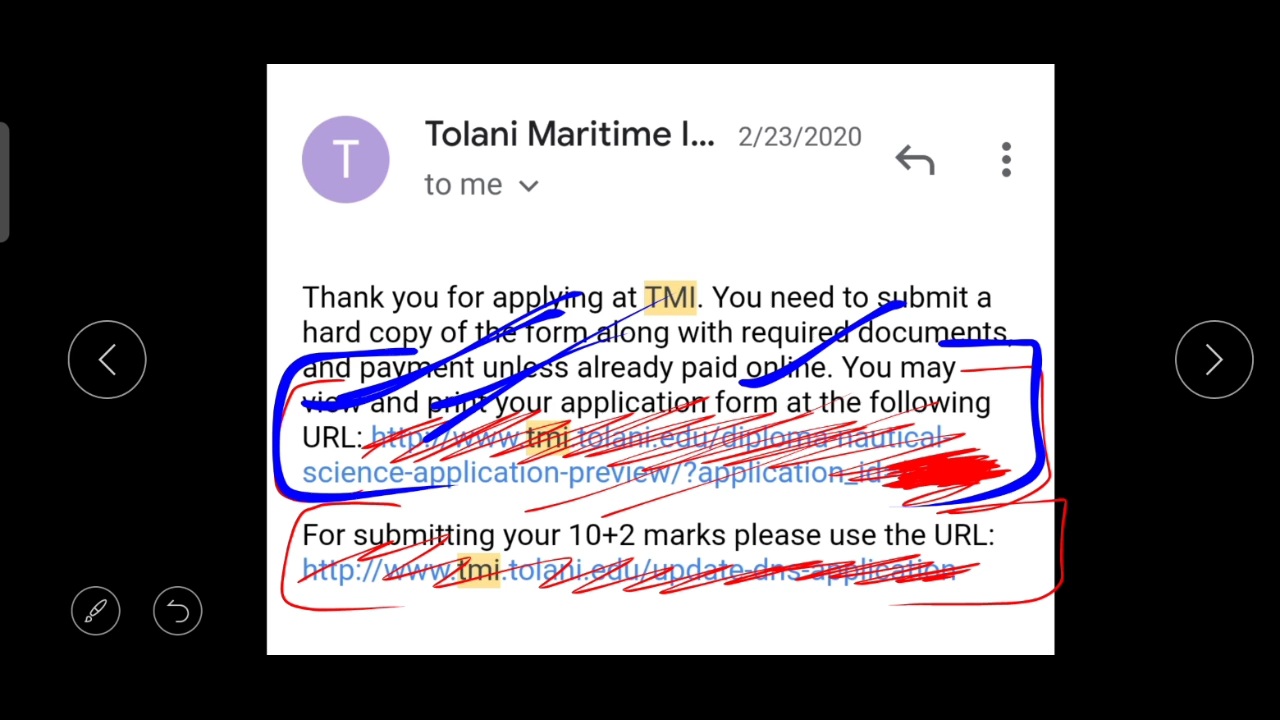 T
Tolani Maritime I... 2/23/2020
to me
Thank you for applying at TMI. You need to submit a
hard copy of the form along with required documents,
and payment unless already paid online. You may
view and print your application form at the following
URL: http://www.tmi.tolani.edu/diploma-nautical-
science-application-preview/?application_id
For submitting your 10+2 marks please use the URL:
http://www.tmi.tolani.edu/update-dns-application